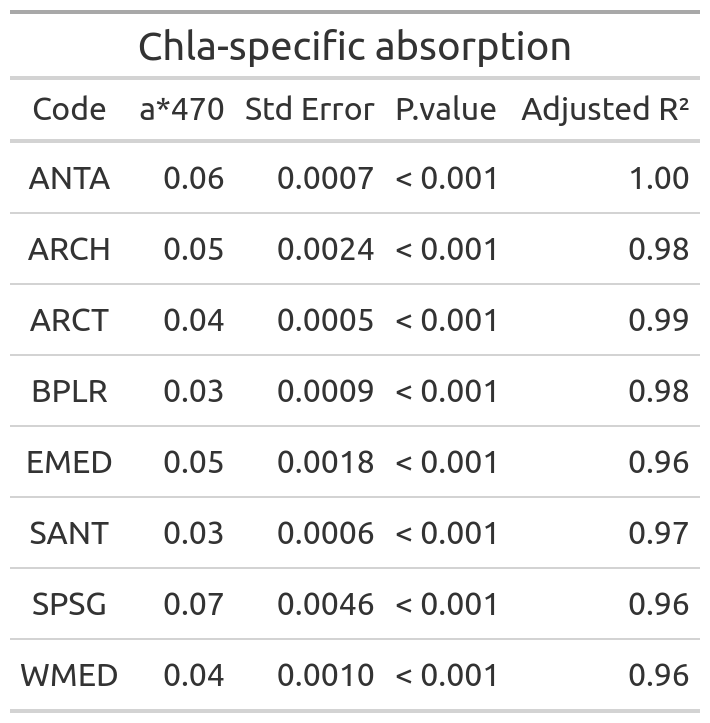 Chla-specific absorption
Code a*470 Std Error P.value Adjusted R²
ANTA 0.06 0.0007 < 0.001 1.00
ARCH 0.05 0.0024 < 0.001 0.98
ARCT 0.04 0.0005 < 0.001 0.99
BPLR 0.03 0.0009 < 0.001 0.98
EMED 0.05 0.0018 < 0.001 0.96
SANT 0.03 0.0006 < 0.001 0.97
SPSG 0.07 0.0046 < 0.001 0.96
WMED 0.04 0.0010 < 0.001 0.96